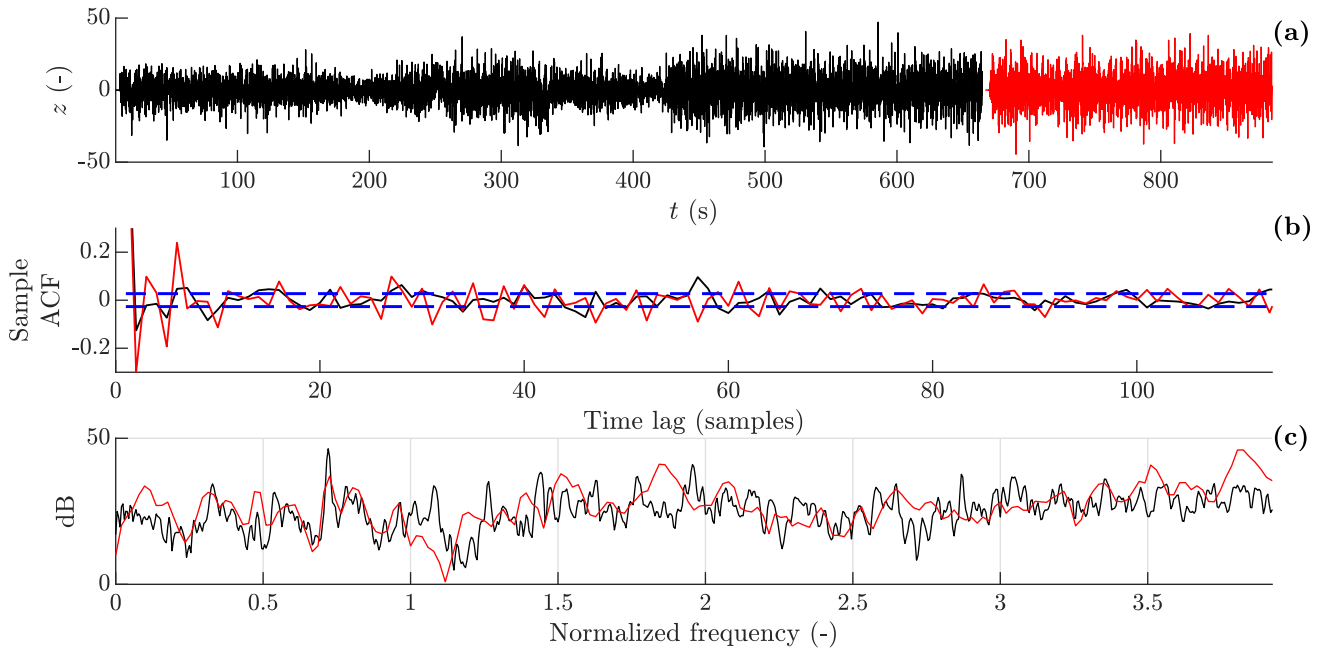 50
(a)
z (-)
0
-50
100 200 300 400 500 600 700 800
t (s)
(b)
0.2
Sample
ACF
0
-0.2
0 20 40 60 80 100
Time lag (samples)
50
(c)
dB
0
0 0.5 1 1.5 2 2.5 3 3.5
Normalized frequency (-)